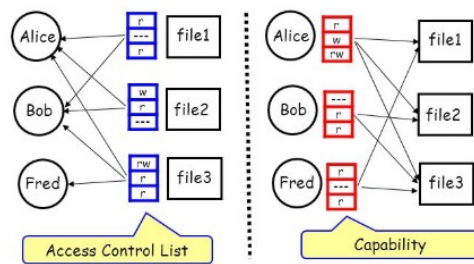 Alice
r
---
r
file1
Bob
w
r
---
file2
Fred
rw
r
r
file3
Access Control List
Alice
r
w
rw
file1
Bob
---
r
r
file2
Fred
r
---
r
file3
Capability